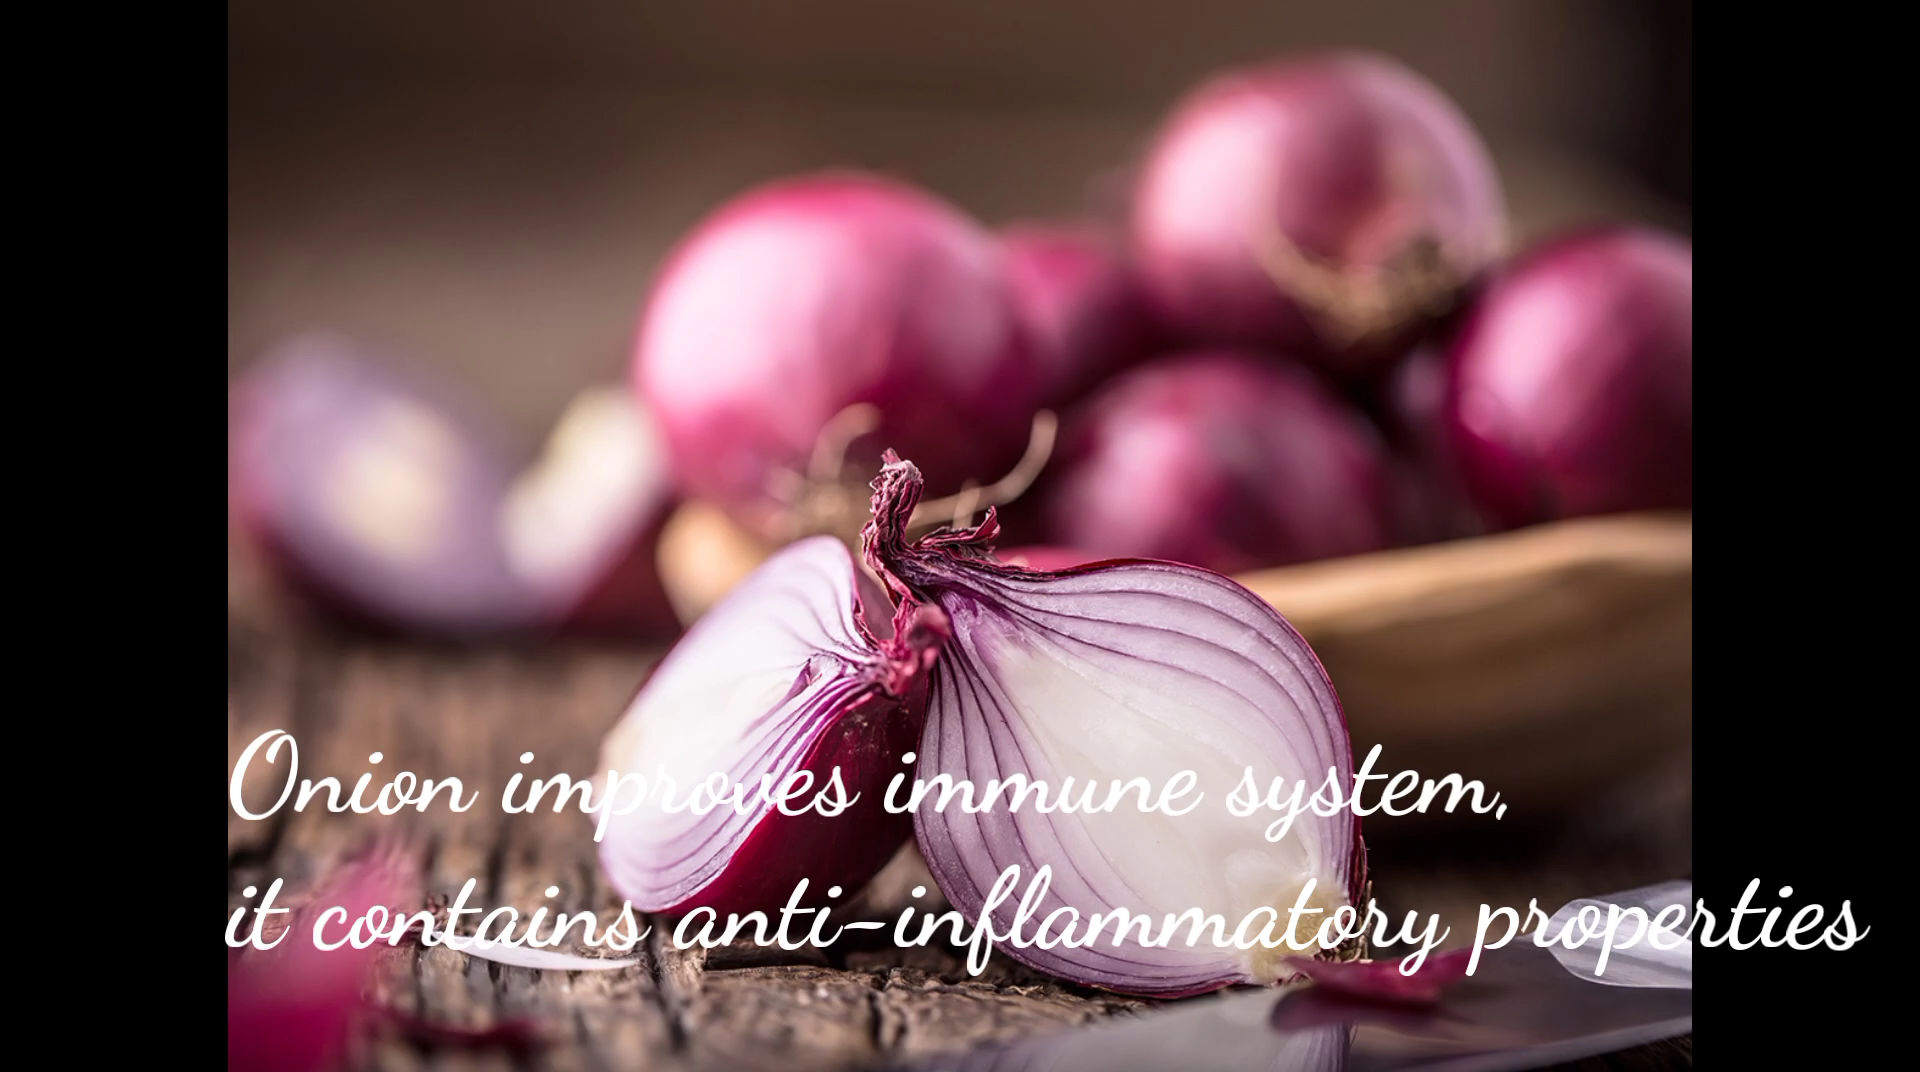 Onion improves immune system,
it contains anti-inflammatory properties